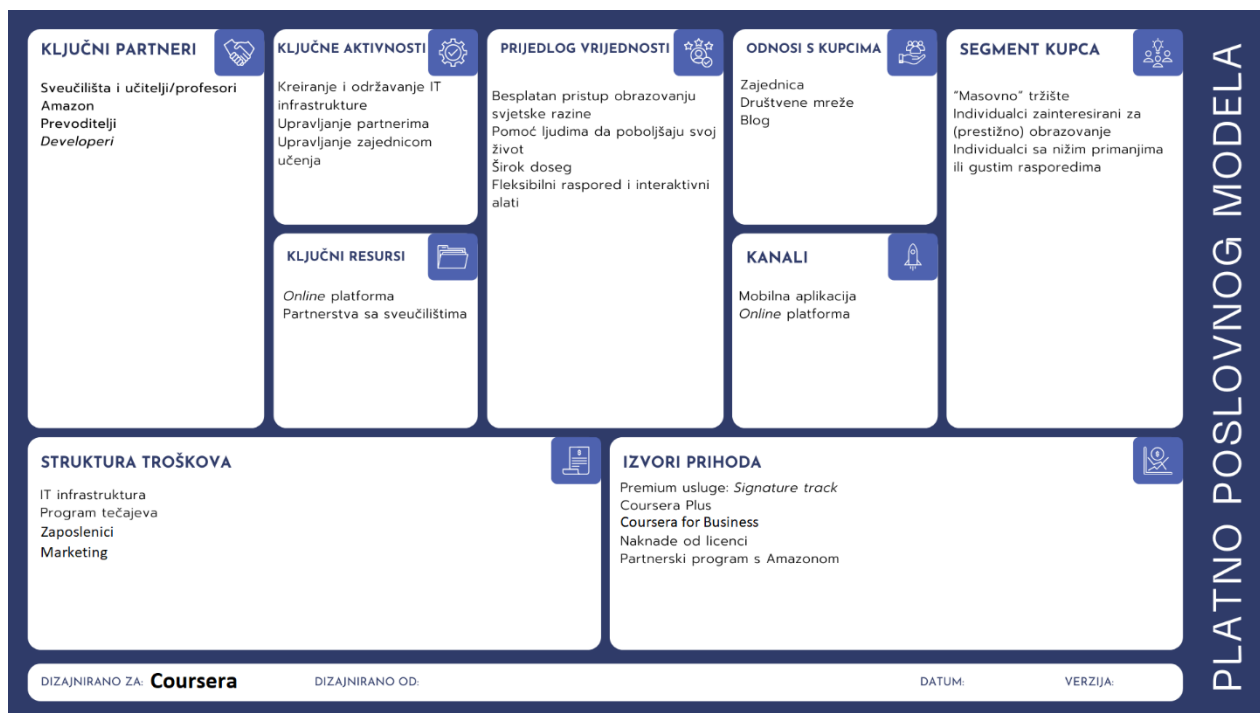 KLJUČNI PARTNERI
Sveučilišta i učitelji/profesori
Amazon
Prevoditelji
Developeri
KLJUČNE AKTIVNOSTI
Kreiranje i održavanje IT
infrastrukture
Upravljanje partnerima
Upravljanje zajednicom
učenja
KLJUČNI RESURSI
Online platforma
Partnerstva sa sveučilištima
PRIJEDLOG VRIJEDNOSTI
Besplatan pristup obrazovanju
svjetske razine
Pomoć ljudima da poboljšaju svoj
život
Širok doseg
Fleksibilni raspored i interaktivni
alati
ODNOSI S KUPCIMA
Zajednica
Društvene mreže
Blog
KANALI
Mobilna aplikacija
Online platforma
SEGMENT KUPCA
“Masovno” tržište
Individualci zainteresirani za
(prestižno) obrazovanje
Individualci sa nižim primanjima
ili gustim rasporedima
STRUKTURA TROŠKOVA
IT infrastruktura
Program tečajeva
Zaposlenici
Marketing
IZVORI PRIHODA
Premium usluge: Signature track
Coursera Plus
Coursera for Business
Naknade od licenci
Partnerski program s Amazonom
DIZAJNIRANO ZA: Coursera
DIZAJNIRANO OD:
DATUM:
VERZIJA:
PLATNO POSLOVNOG MODELA